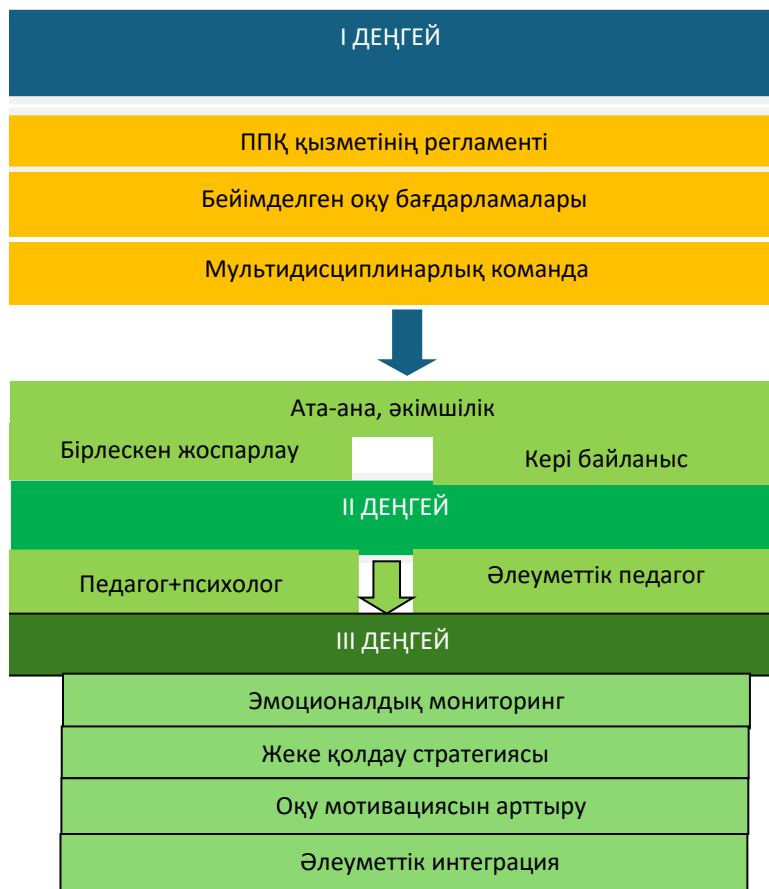 І ДЕҢГЕЙ
ППҚ қызметінің регламенті
Бейімделген оқу бағдарламалары
Мультидисциплинарлық команда
Ата-ана, әкімшілік
Бірлескен жоспарлау
Кері байланыс
ІІ ДЕҢГЕЙ
Педагог+психолог
Әлеуметтік педагог
ІІІ ДЕҢГЕЙ
Эмоционалдық мониторинг
Жеке қолдау стратегиясы
Оқу мотивациясын арттыру
Әлеуметтік интеграция